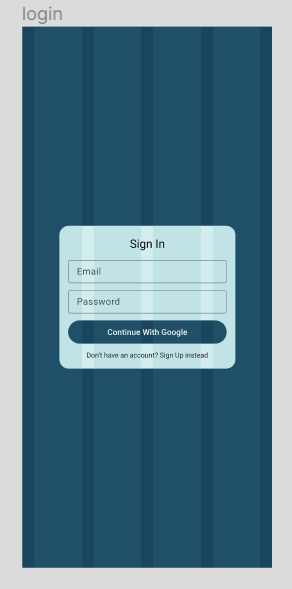 login
Sign In
Email
Password
Continue With Google
Don't have an account? Sign Up instead